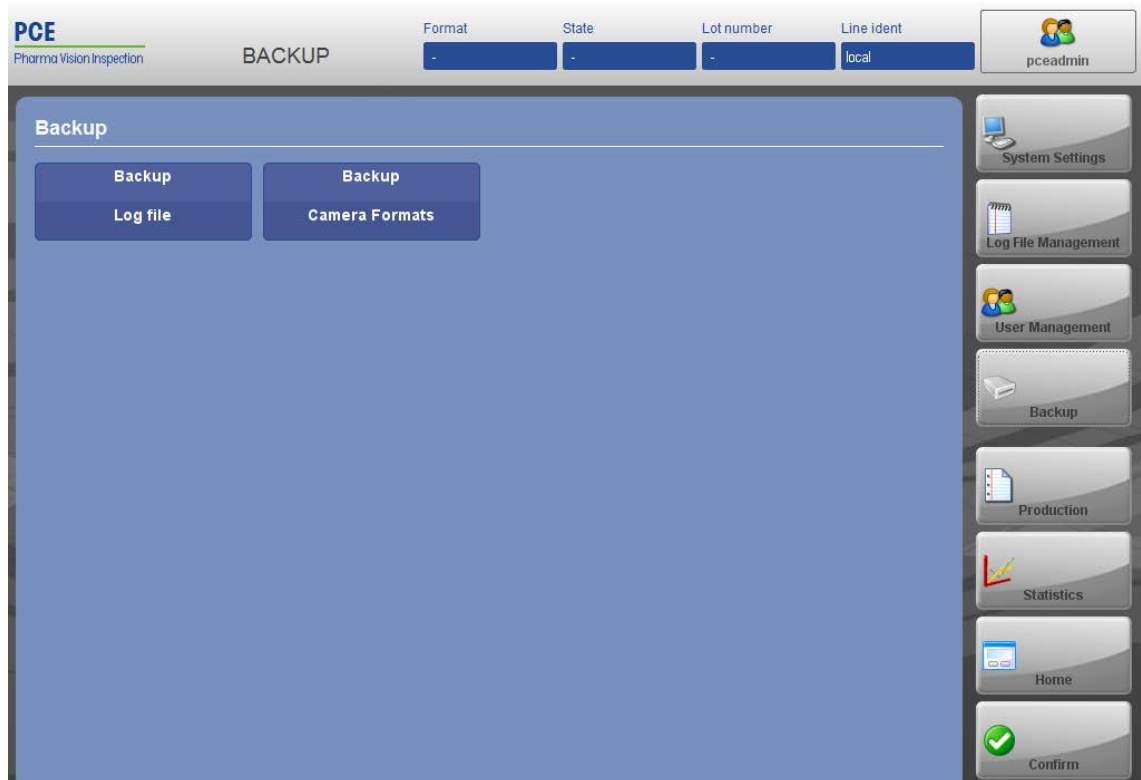 PCE
Pharma Vision Inspection
BACKUP
Format
State
Lot number
Line ident
-
-
-
local
pceadmin
Backup
Backup
Log file
Backup
Camera Formats
System Settings
Log File Management
User Management
Backup
Production
Statistics
Home
Confirm